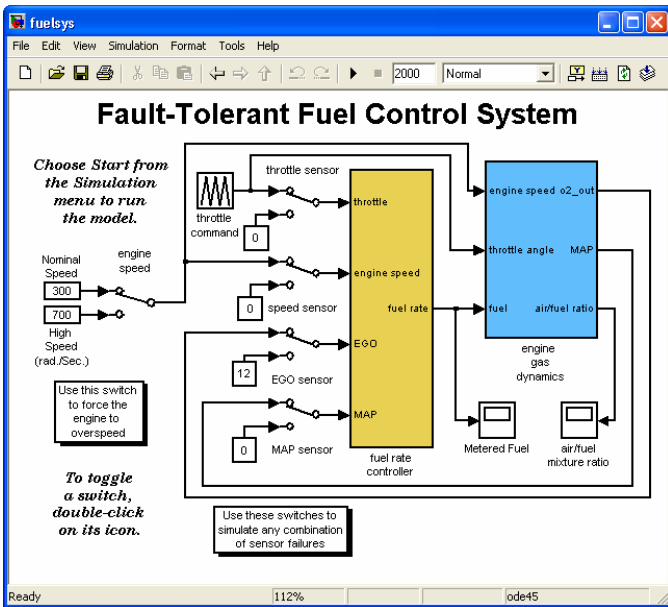 fuelsys
File Edit View Simulation Format Tools Help
2000
Normal
Fault-Tolerant Fuel Control System
Choose Start from
the Simulation
menu to run
the model.
throttle
command
throttle sensor
0
Nominal
Speed
300
700
High
Speed
(rad./Sec.)
engine
speed
Use this switch
to force the
engine to
overspeed
To toggle
a switch,
double-click
on its icon.
0
speed sensor
12
EGO sensor
0
MAP sensor
throttle
engine speed
fuel rate
EGO
MAP
fuel rate
controller
engine speed o2_out
throttle angle MAP
fuel air/fuel ratio
engine
gas
dynamics
Metered Fuel
air/fuel
mixture ratio
Use these switches to
simulate any combination
of sensor failures
Ready
112%
ode45